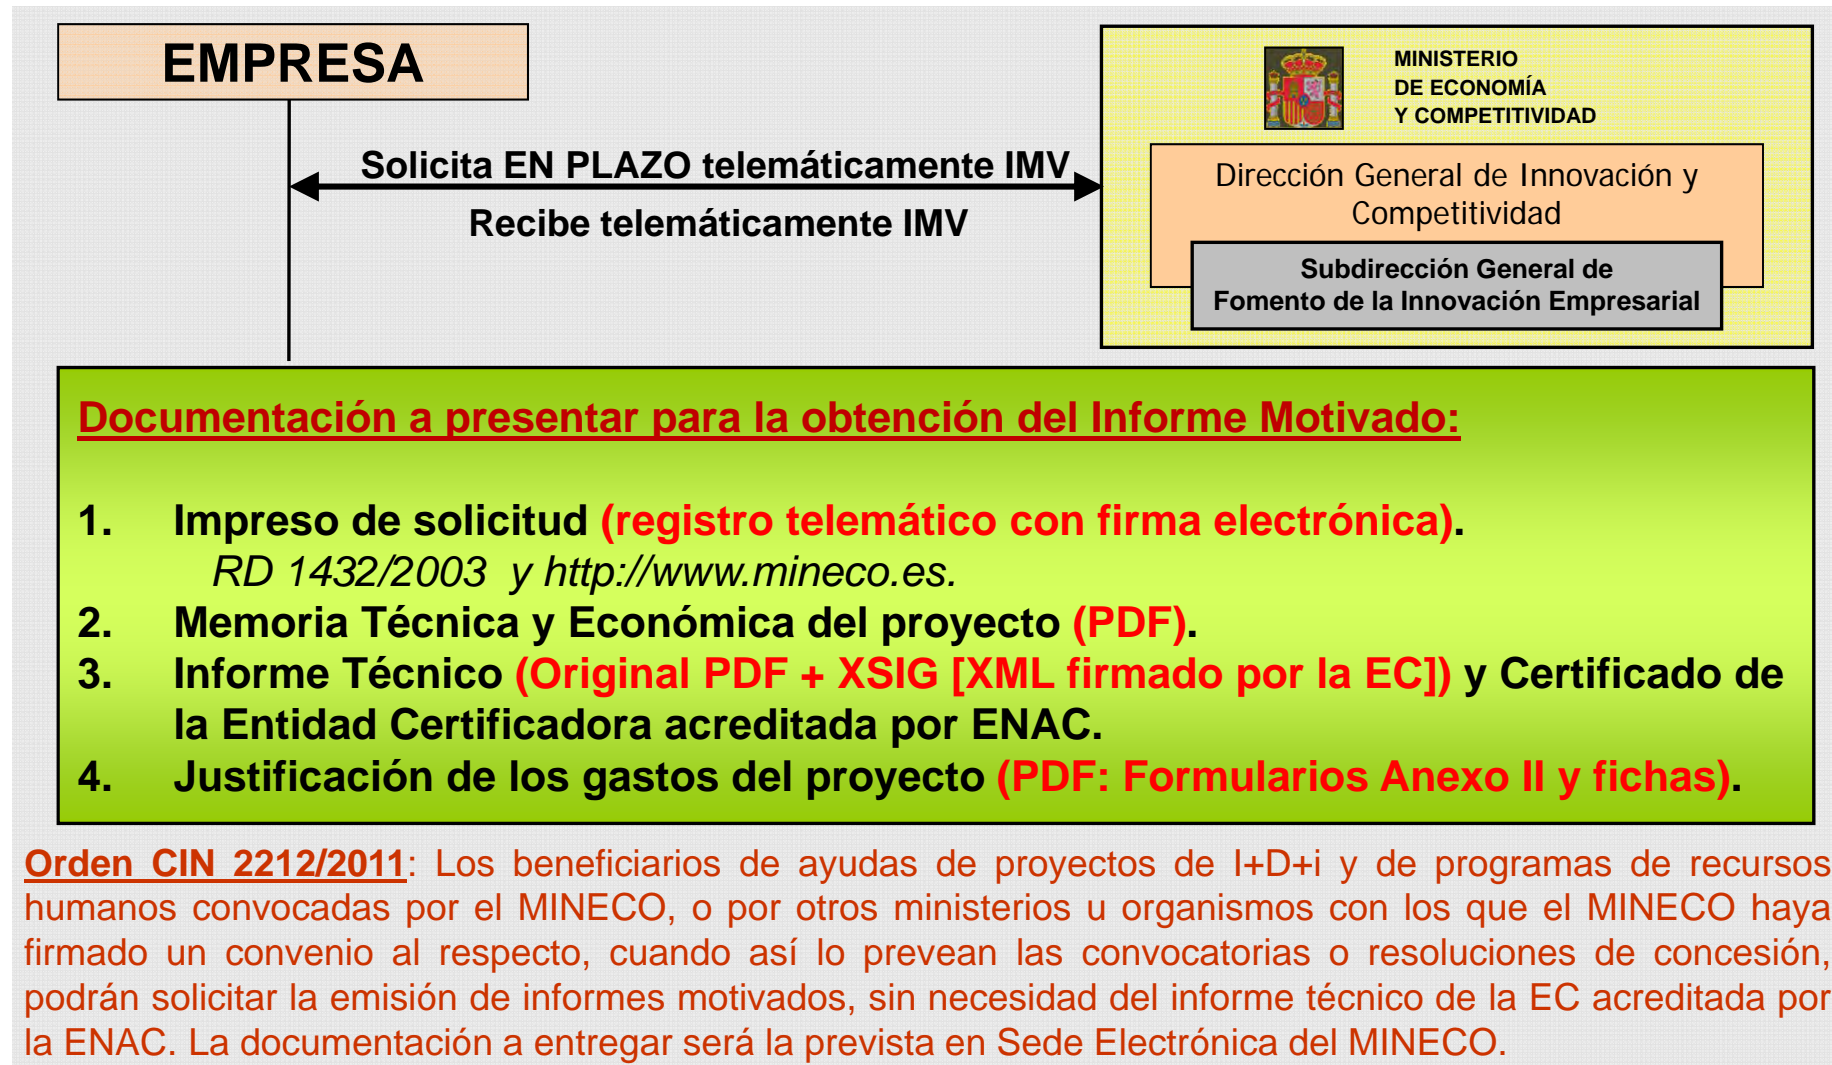 EMPRESA
MINISTERIO
DE ECONOMÍA
Y COMPETITIVIDAD
Solicita EN PLAZO telemáticamente IMV
Recibe telemáticamente IMV
Dirección General de Innovación y
Competitividad
Subdirección General de
Fomento de la Innovación Empresarial
Documentación a presentar para la obtención del Informe Motivado:
1. Impreso de solicitud (registro telemático con firma electrónica).
RD 1432/2003 y http://www.mineco.es.
2. Memoria Técnica y Económica del proyecto (PDF).
3. Informe Técnico (Original PDF + XSIG [XML firmado por la EC]) y Certificado de
la Entidad Certificadora acreditada por ENAC.
4. Justificación de los gastos del proyecto (PDF: Formularios Anexo II y fichas).
Orden CIN 2212/2011: Los beneficiarios de ayudas de proyectos de I+D+i y de programas de recursos
humanos convocadas por el MINECO, o por otros ministerios u organismos con los que el MINECO haya
firmado un convenio al respecto, cuando así lo prevean las convocatorias o resoluciones de concesión,
podrán solicitar la emisión de informes motivados, sin necesidad del informe técnico de la EC acreditada por
la ENAC. La documentación a entregar será la prevista en Sede Electrónica del MINECO.